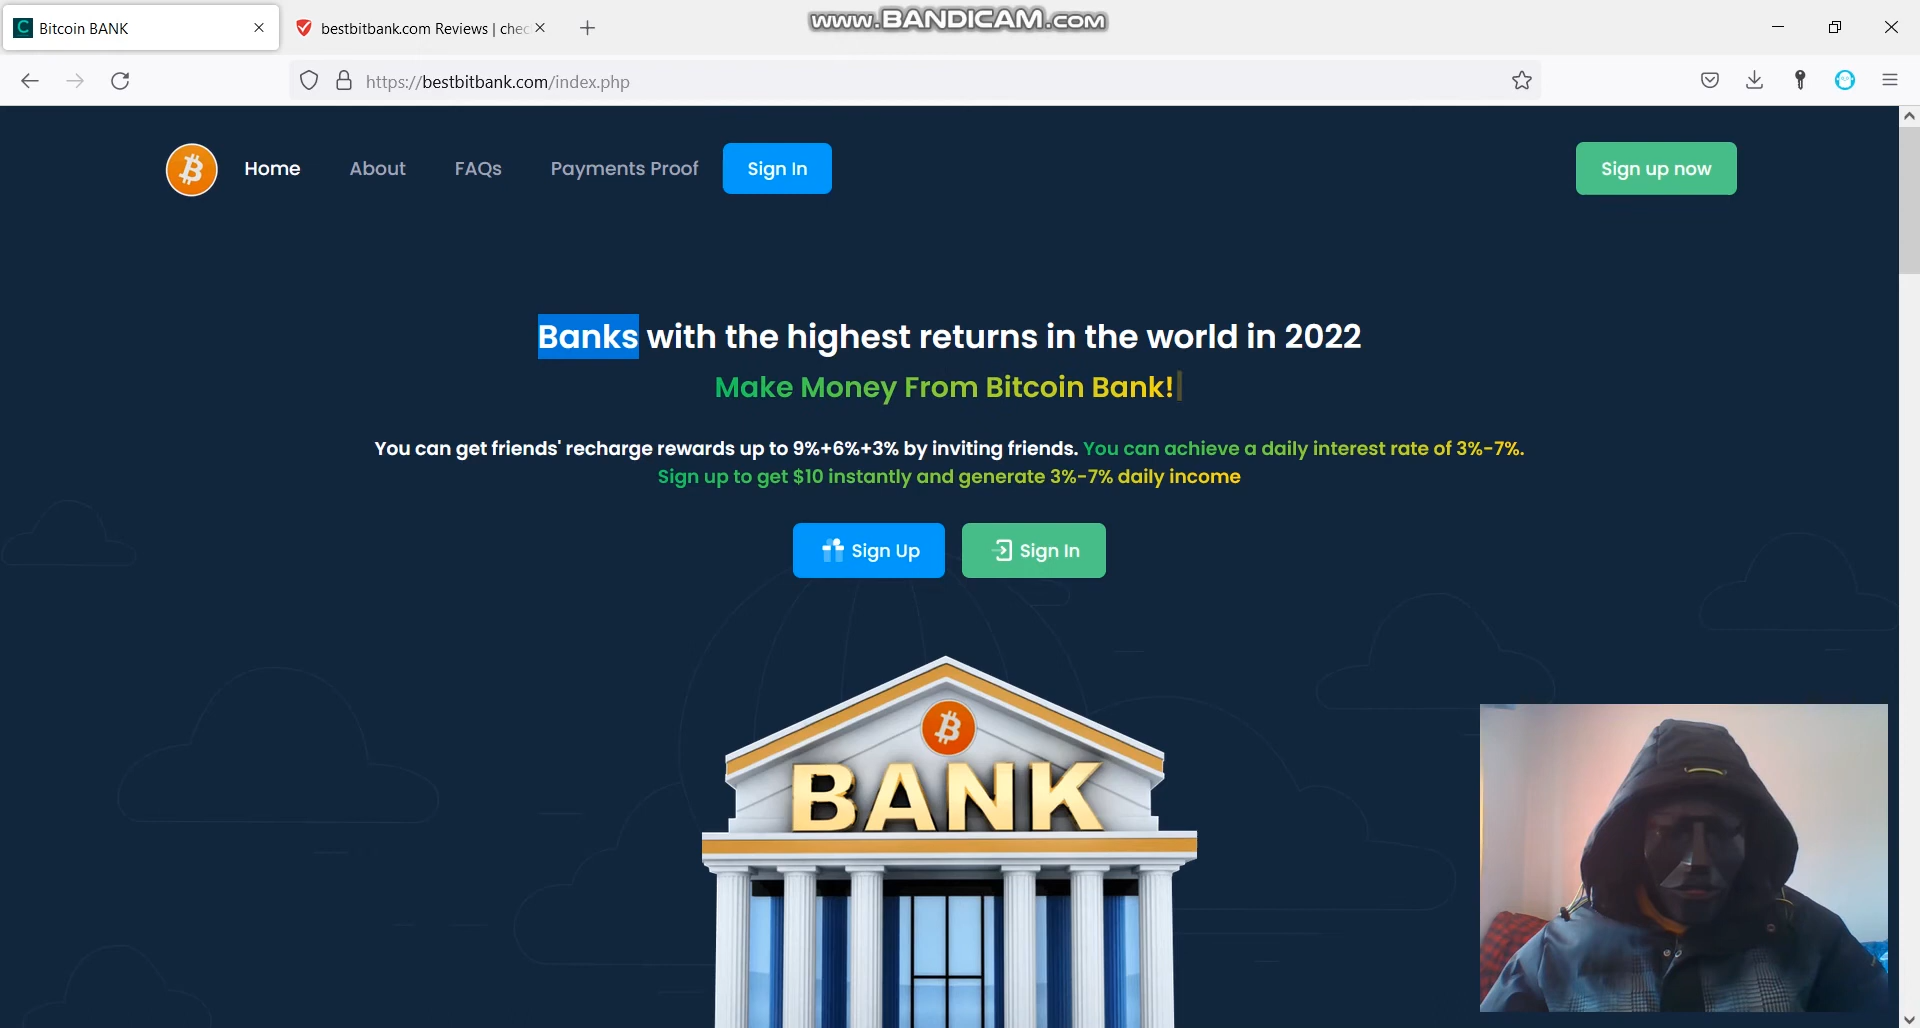 Bitcoin BANK
bestbitbank.com Reviews | chec
www.BANDICAM.com
https://bestbitbank.com/index.php
Home
About
FAQs
Payments Proof
Sign In
Sign up now
Banks with the highest returns in the world in 2022
Make Money From Bitcoin Bank!
You can get friends' recharge rewards up to 9%+6%+3% by inviting friends. You can achieve a daily interest rate of 3%-7%.
Sign up to get $10 instantly and generate 3%-7% daily income
Sign Up
Sign In
BANK